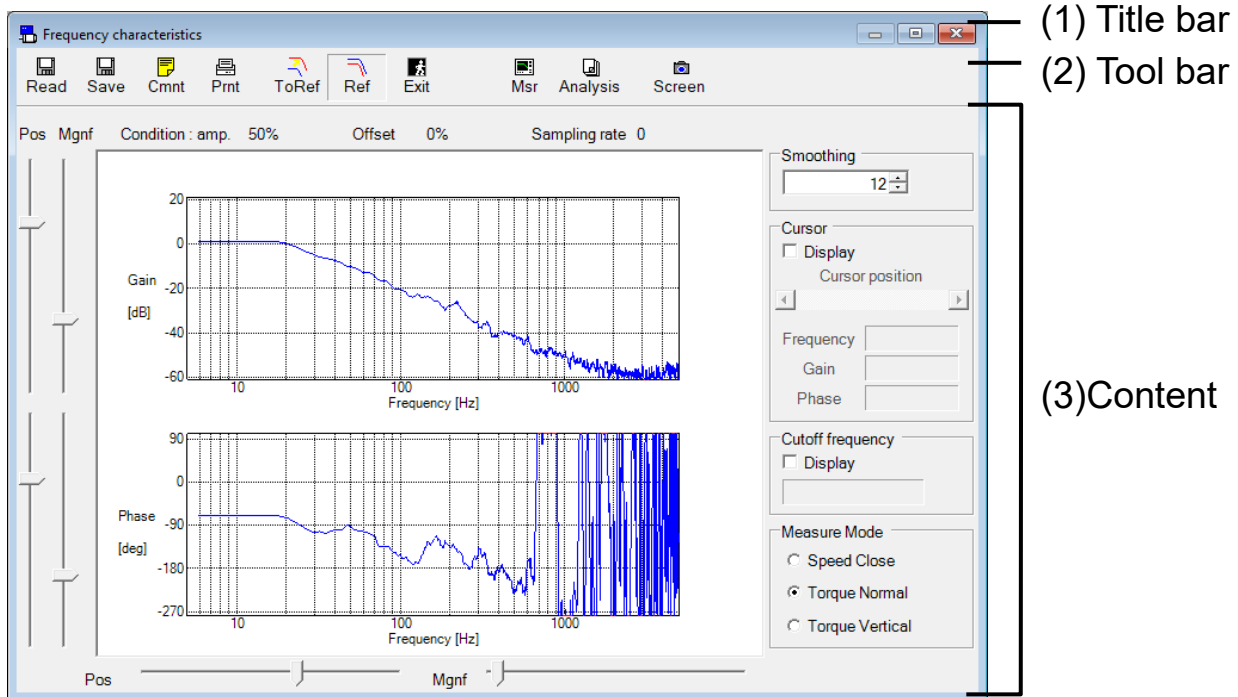 Frequency characteristics
(1) Title bar
Read Save Cmnt Prnt ToRef Ref Exit Msr Analysis Screen
(2) Tool bar
Pos Mgnf Condition : amp. 50% Offset 0% Sampling rate 0
Smoothing
12
20
0
Gain -20
[dB]
-40
-60
10 100 1000
Frequency [Hz]
Cursor
Display
Cursor position
Frequency
Gain
Phase
(3)Content
90
0
Phase -90
[deg]
-180
-270
10 100 1000
Frequency [Hz]
Cutoff frequency
Display
Measure Mode
Speed Close
Torque Normal
Torque Vertical
Pos Mgnf